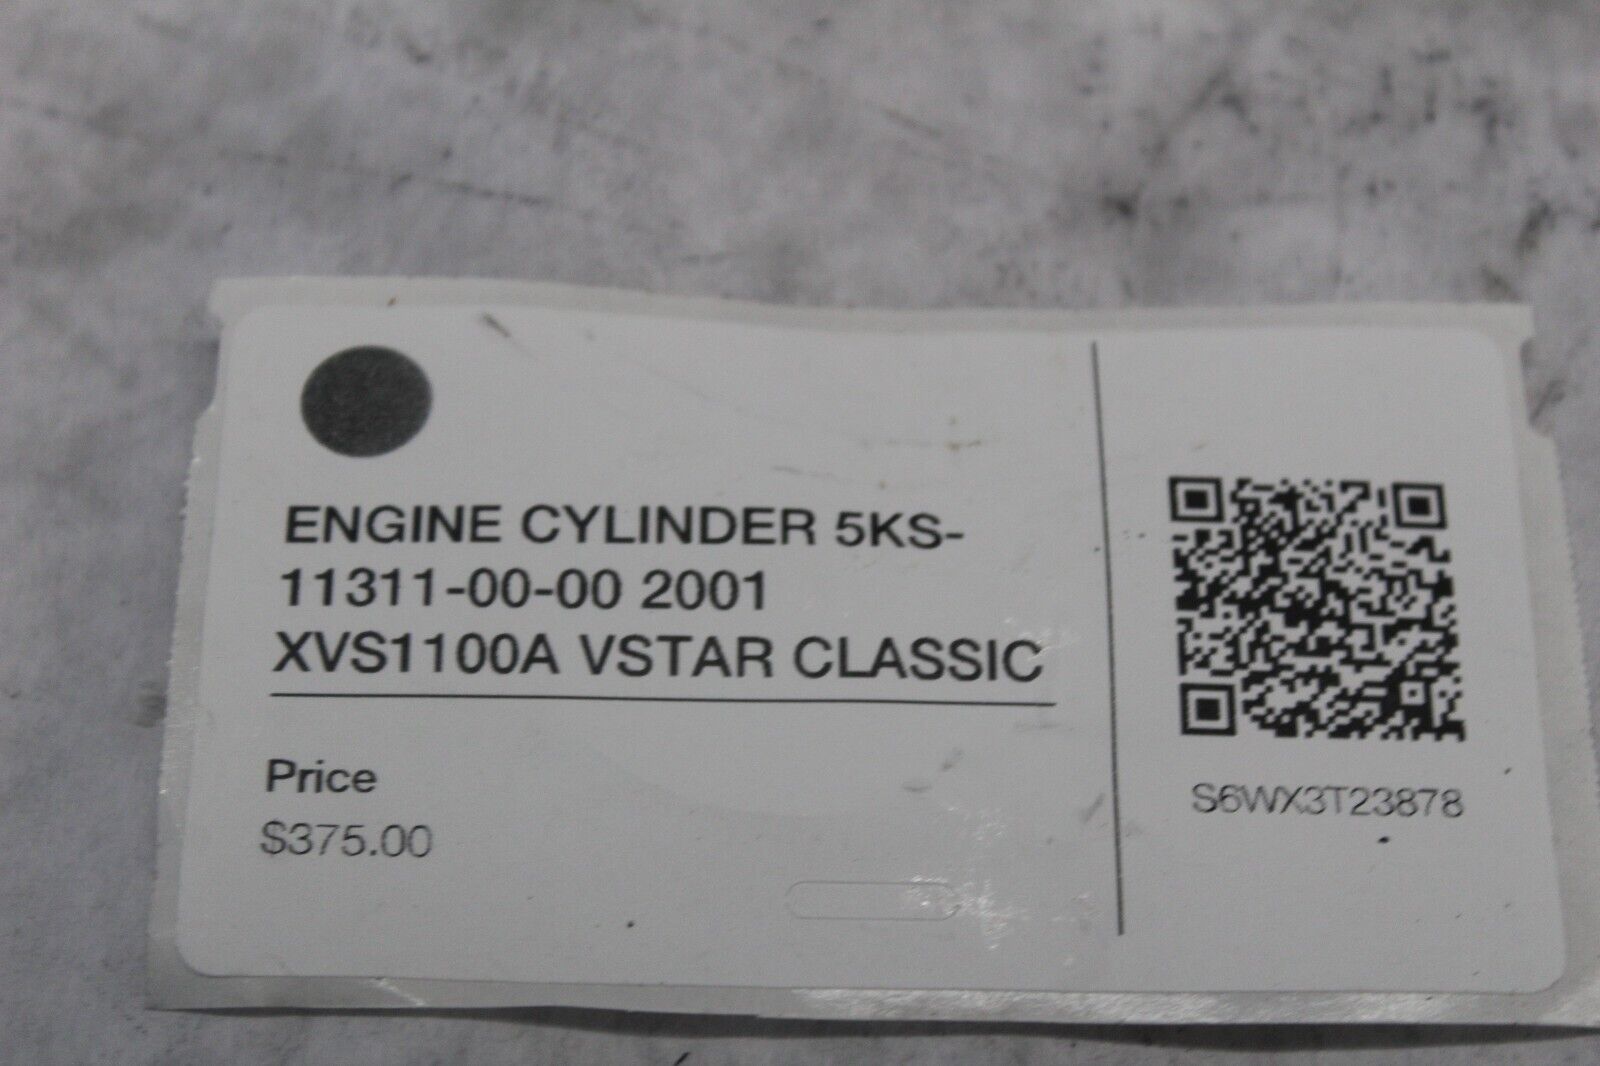 ENGINE CYLINDER 5KS-
11311-00-00 2001
XVS1100A VSTAR CLASSIC
Price
$375.00
S6WX3T23878